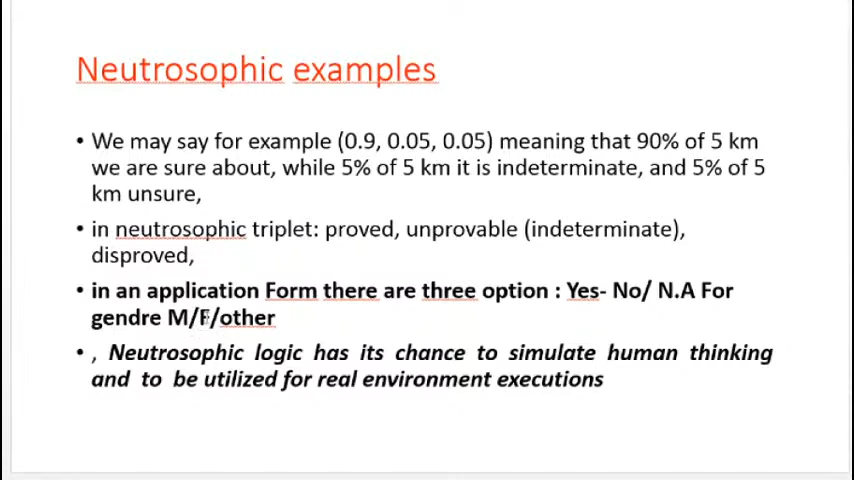 Neutrosophic examples
• We may say for example (0.9, 0.05, 0.05) meaning that 90% of 5 km
we are sure about, while 5% of 5 km it is indeterminate, and 5% of 5
km unsure,
• in neutrosophic triplet: proved, unprovable (indeterminate),
disproved,
• in an application Form there are three option : Yes- No/ N.A For
gendre M/F/other
• , Neutrosophic logic has its chance to simulate human thinking
and to be utilized for real environment executions